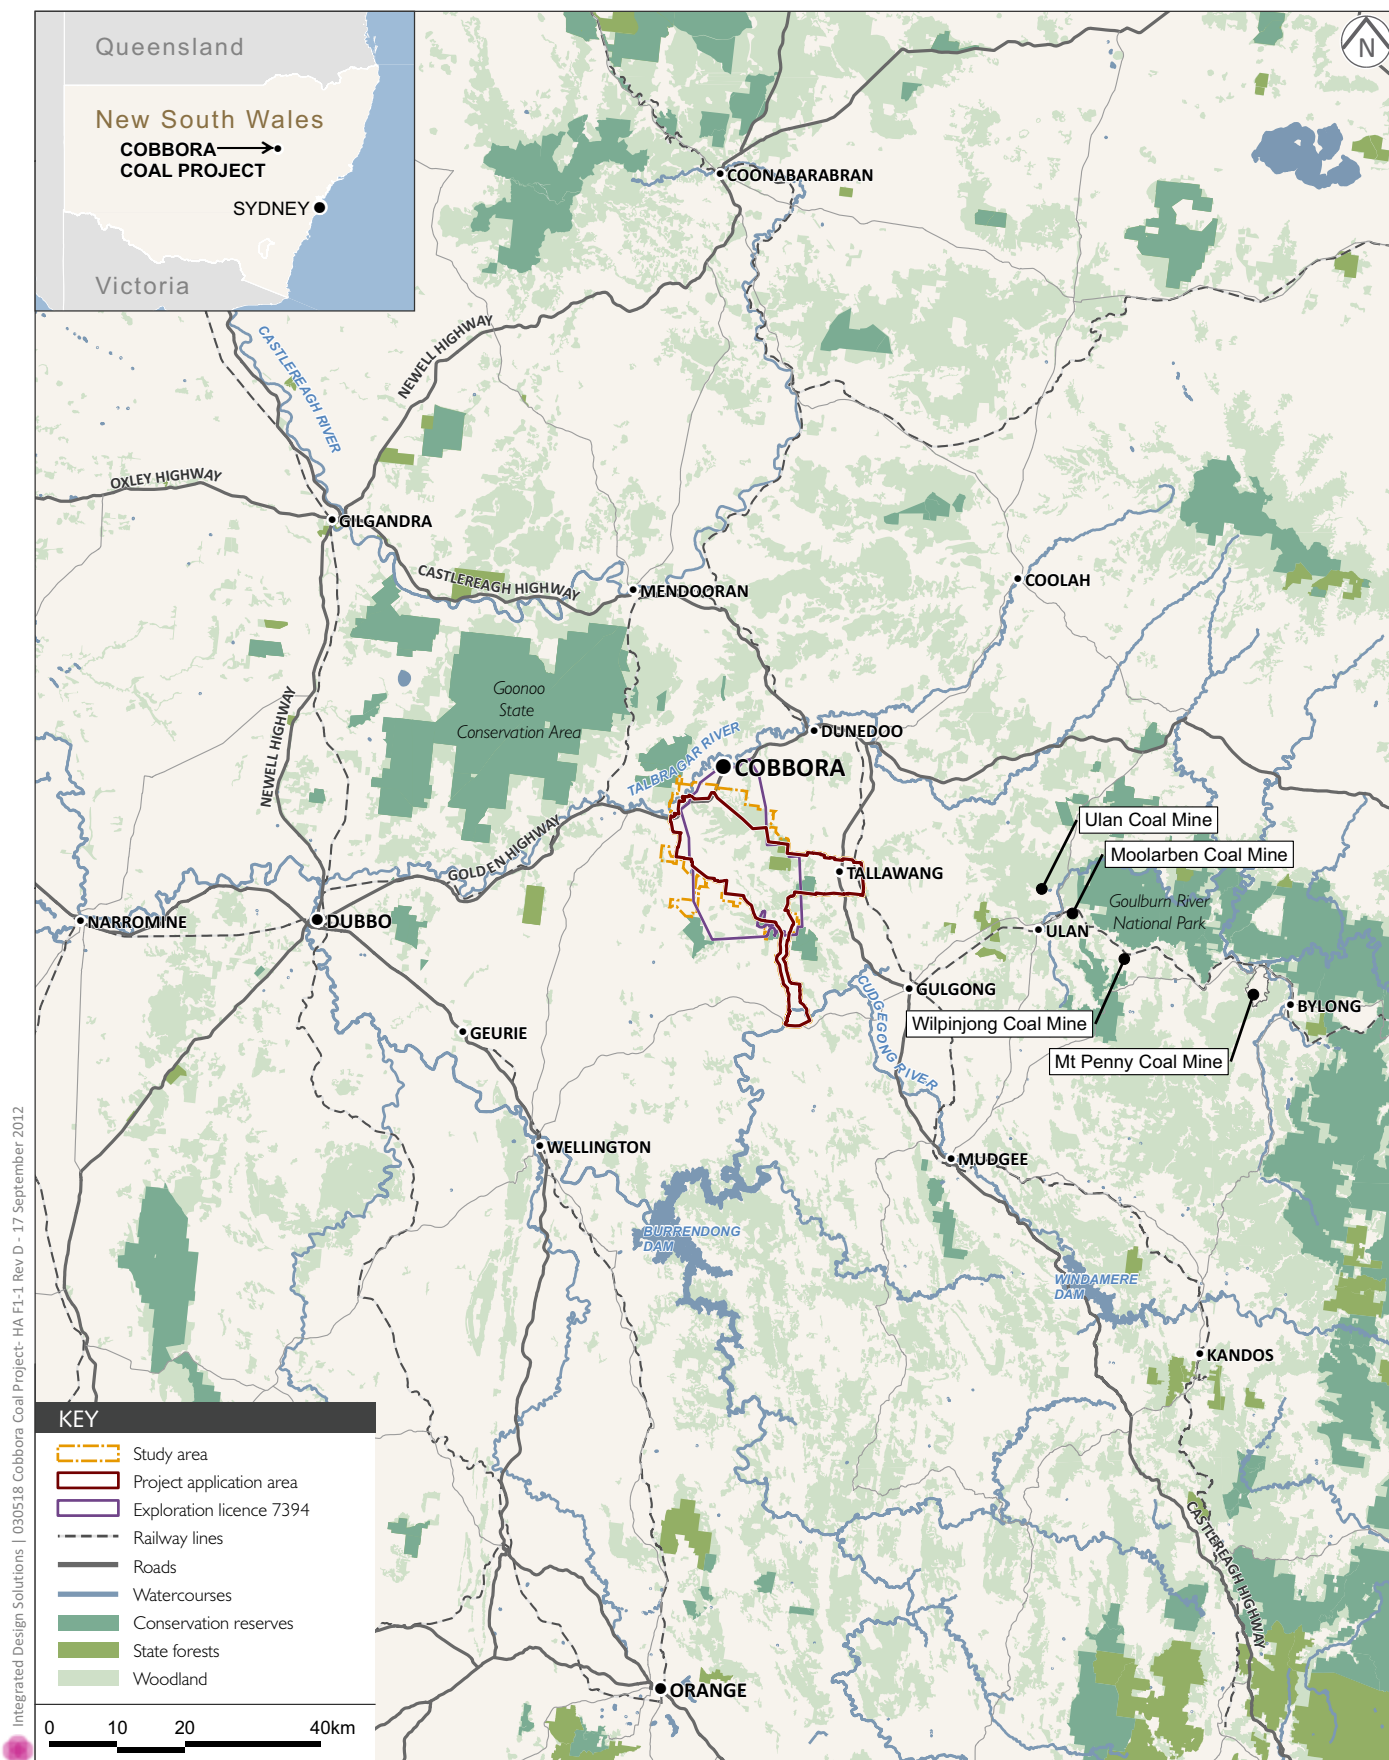 Queensland
New South Wales
COBBORA
COAL PROJECT
SYDNEY
Victoria
N
COONABARABRAN
CASTLEREAGH RIVER
NEWELL HIGHWAY
OXLEY HIGHWAY
GILGANDRA
CASTLEREAGH HIGHWAY
MENDOORAN
COOLAH
Goonoo
State
Conservation Area
NEWELL HIGHWAY
TALBRAGAR RIVER
DUNEDOO
COBBORA
Ulan Coal Mine
Moolarben Coal Mine
GOLDEN HIGHWAY
TALLAWANG
Goulburn River
National Park
NARROMINE
DUBBO
ULAN
GULGONG
CUDGEGONG RIVER
BYLONG
Wilpinjong Coal Mine
GEURIE
Mt Penny Coal Mine
WELLINGTON
MUDGEE
BURRENDONG
DAM
WINDAMERE
DAM
KANDOS
CASTLEREAGH HIGHWAY
ORANGE
KEY
Study area
Project application area
Exploration licence 7394
Railway lines
Roads
Watercourses
Conservation reserves
State forests
Woodland
0 10 20 40km
Integrated Design Solutions | 030518 Cobbora Coal Project- HA F1-1 Rev D - 17 September 2012